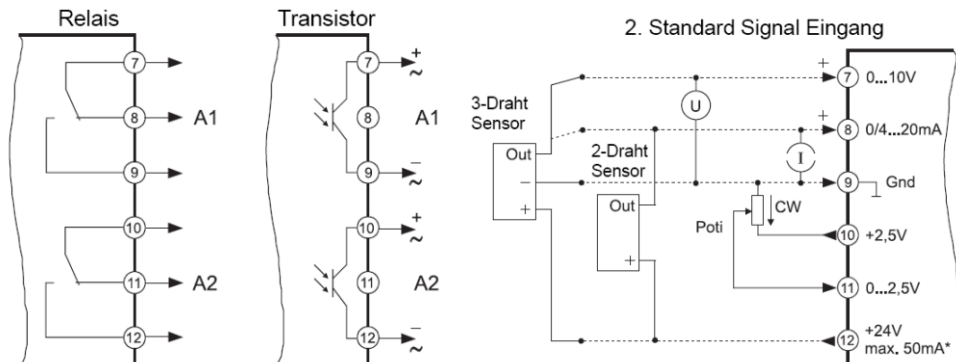 Relais
7
8
A1
9
10
11
A2
12
Transistor
7
+
~
8
A1
9
−
~
10
+
~
11
A2
12
−
~
2. Standard Signal Eingang
3-Draht
Sensor
Out
−
+
2-Draht
Sensor
Out
+
U
I
Poti
CW
+
7
0...10V
+
8
0/4...20mA
9
Gnd
10
+2,5V
11
0...2,5V
12
+24V
max. 50mA*